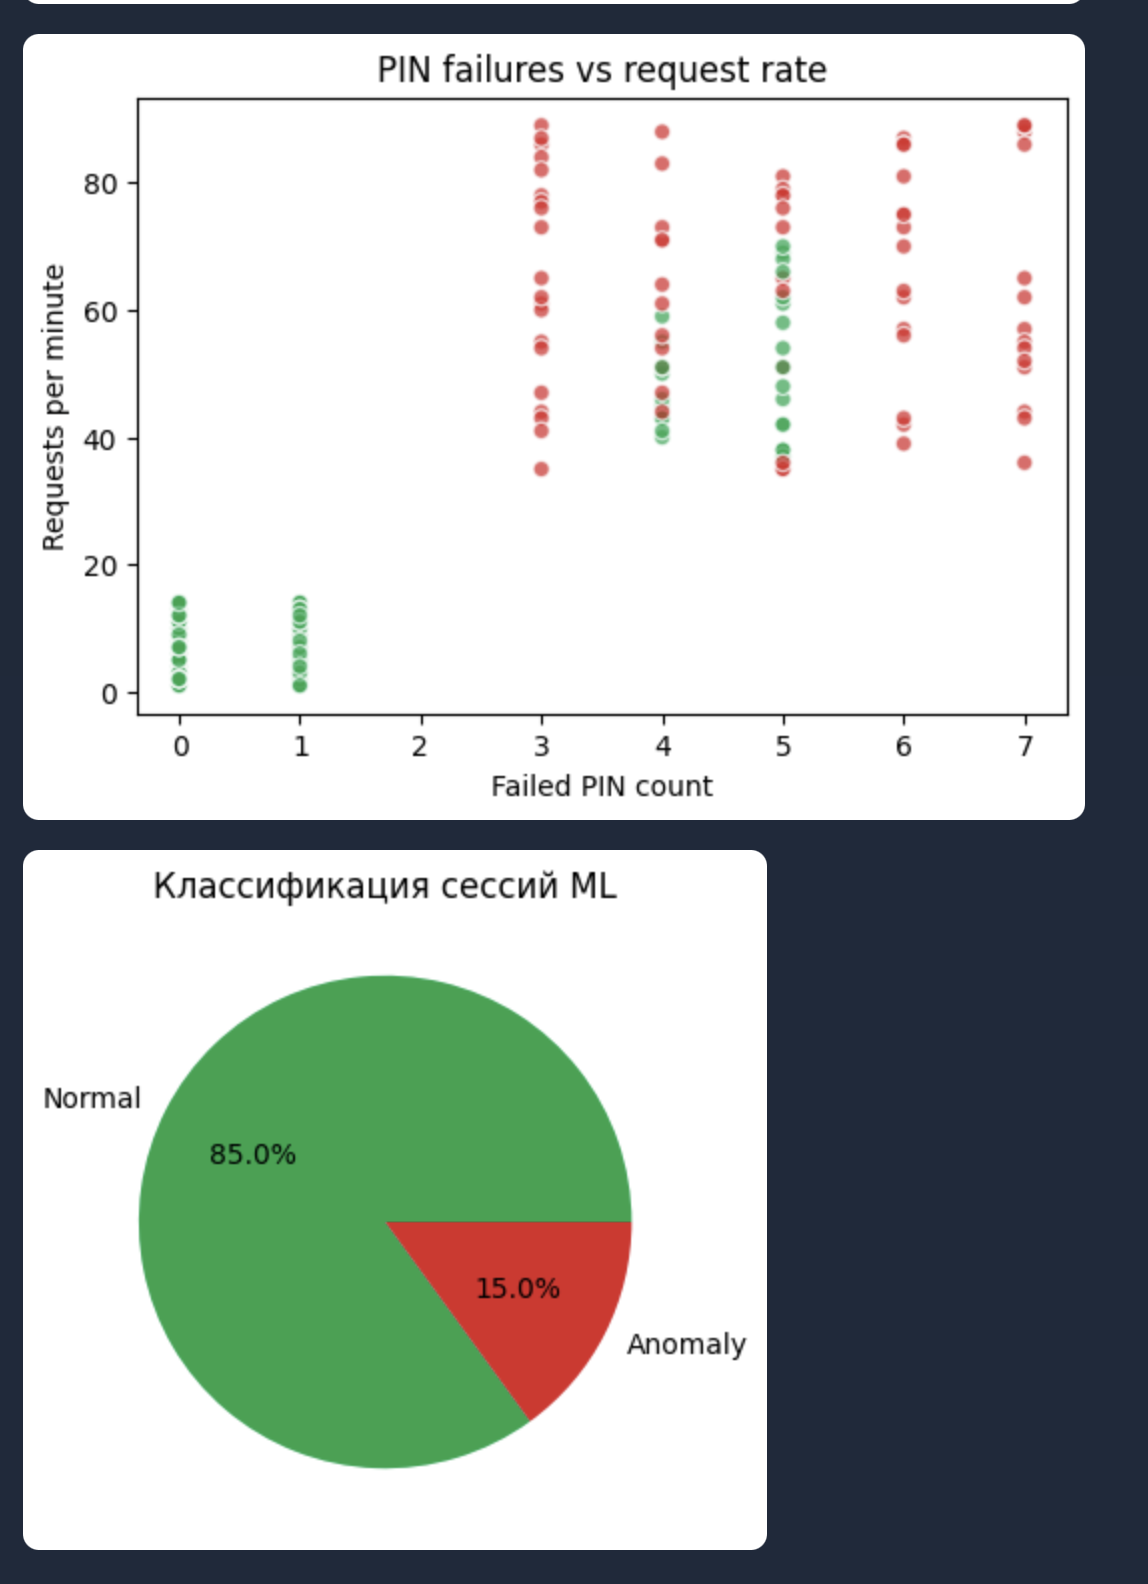 PIN failures vs request rate
Requests per minute
80
60
40
20
0
0 1 2 3 4 5 6 7
Failed PIN count
Классификация сессий ML
Normal
85.0%
15.0%
Anomaly